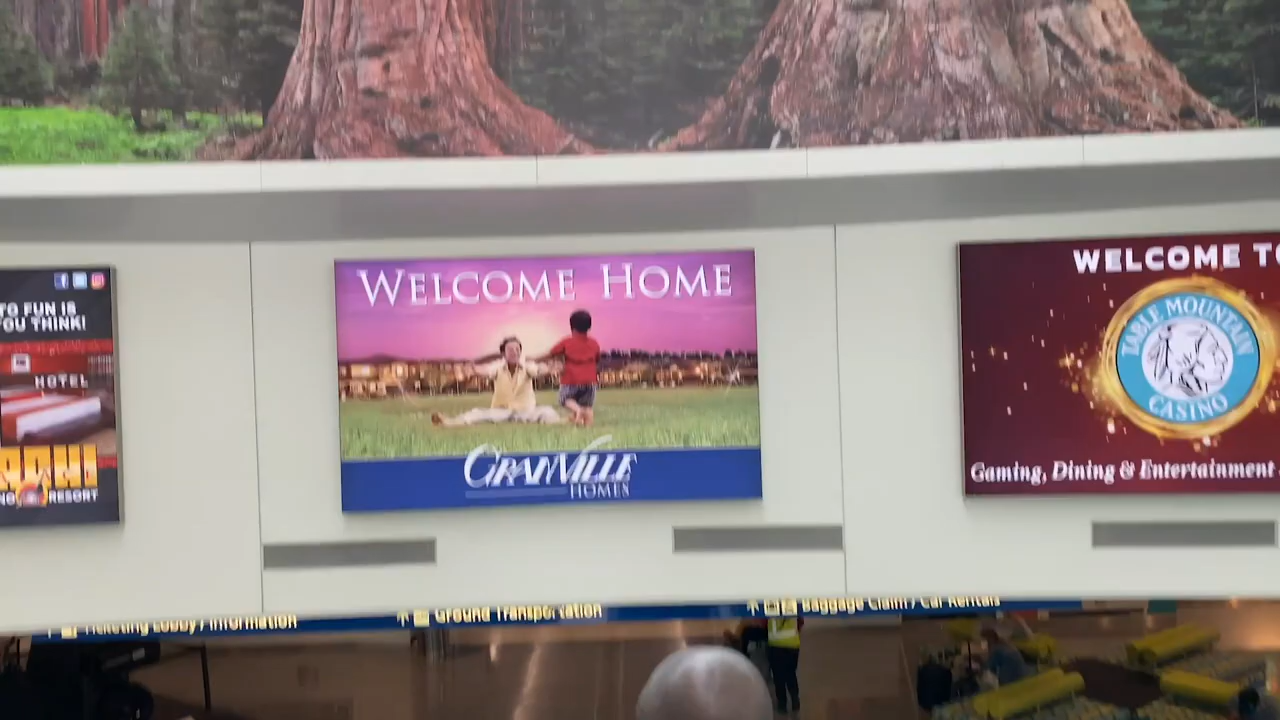 TO FUN IS
YOU THINK!
HOTEL
RESORT
WELCOME HOME
GRANVILLE
HOMES
WELCOME TO
TABLE MOUNTAIN
CASINO
Gaming, Dining & Entertainment
Ticketing Lobby / Information
Ground Transportation
Baggage Claim / Car Rentals